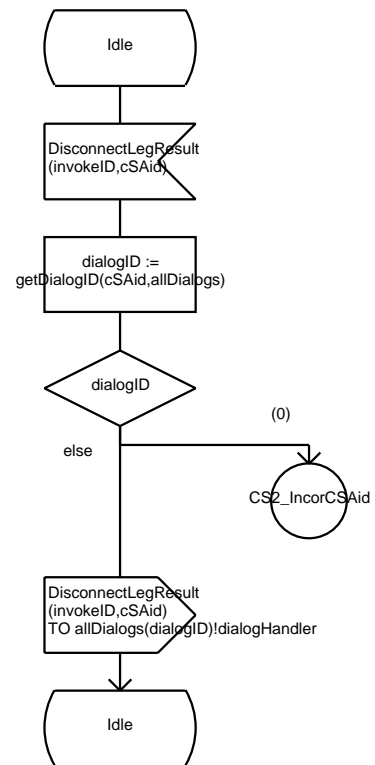 Idle
DisconnectLegResult
(invokeID,cSAid)
dialogID :=
getDialogID(cSAid,allDialogs)
dialogID
(0)
else
CS2_IncorCSAid
DisconnectLegResult
(invokeID,cSAid)
TO allDialogs(dialogID)!dialogHandler
Idle